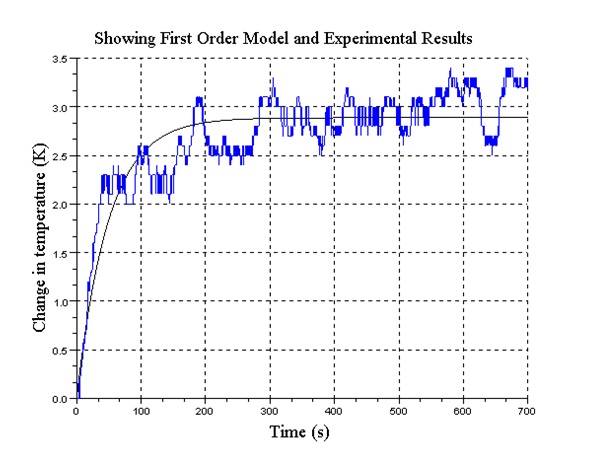 Showing First Order Model and Experimental Results
3.5
3.0
2.5
2.0
1.5
1.0
0.5
0.0
Change in temperature (K)
0 100 200 300 400 500 600 700
Time (s)